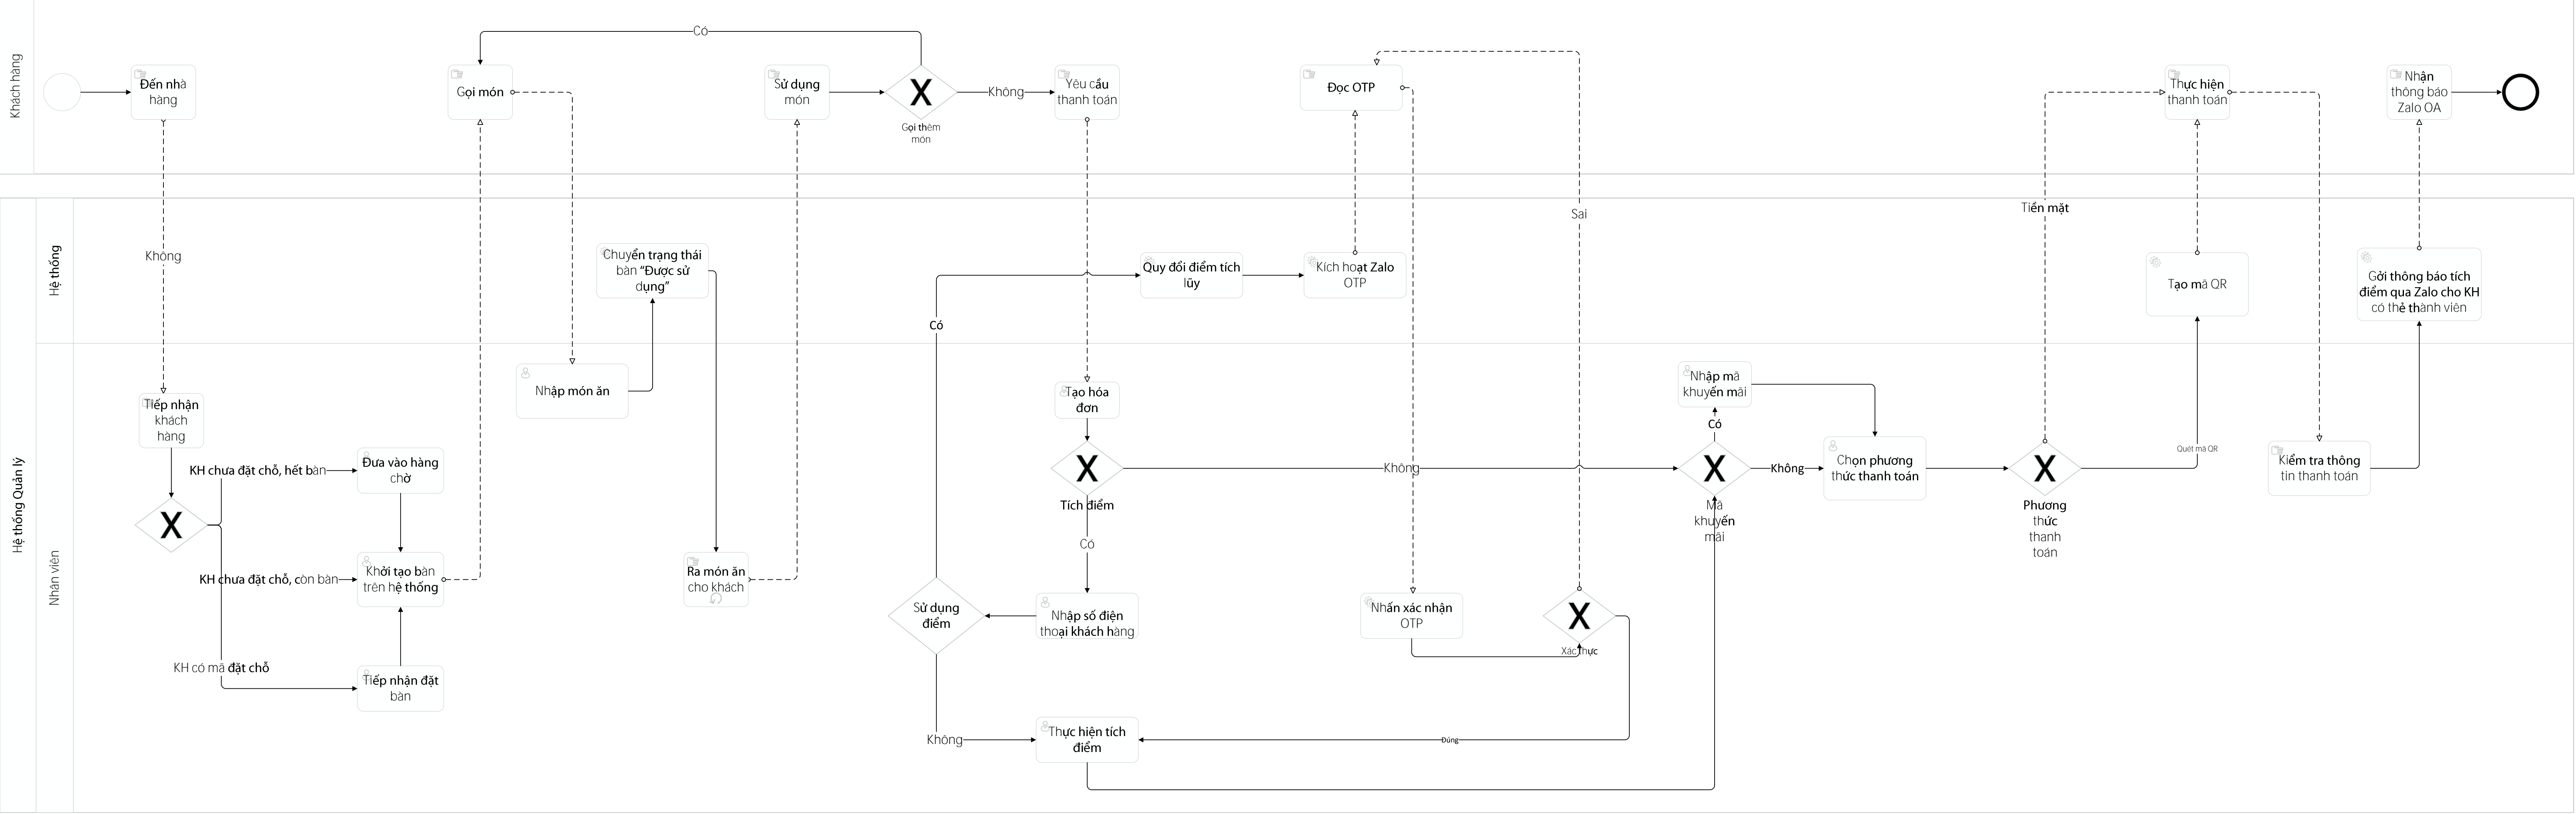 Khách hàng
Đến nhà
hàng
Có
Gọi món
Sử dụng
món
Gọi thêm
món
Không
Yêu cầu
thanh toán
Đọc OTP
Thực hiện
thanh toán
Nhận
thông báo
Zalo OA
Hệ thống Quản lý
Hệ thống
Không
Chuyển trạng thái
bàn “Được sử
dụng”
Có
Quy đổi điểm tích
lũy
Kích hoạt Zalo
OTP
Sai
Tiền mặt
Tạo mã QR
Gởi thông báo tích
điểm qua Zalo cho KH
có thẻ thành viên
Nhân viên
Tiếp nhận
khách
hàng
KH chưa đặt chỗ, hết bàn
Đưa vào hàng
chờ
KH chưa đặt chỗ, còn bàn
Khởi tạo bàn
trên hệ thống
KH có mã đặt chỗ
Tiếp nhận đặt
bàn
Nhập món ăn
Ra món ăn
cho khách
Tạo hóa
đơn
Tích điểm
Không
Có
Nhập số điện
thoại khách hàng
Sử dụng
điểm
Không
Thực hiện tích
điểm
Nhấn xác nhận
OTP
Xác thực
Đúng
Nhập mã
khuyến mãi
Có
Mã
khuyến
mãi
Không
Chọn phương
thức thanh toán
Phương
thức
thanh
toán
Quét mã QR
Kiểm tra thông
tin thanh toán